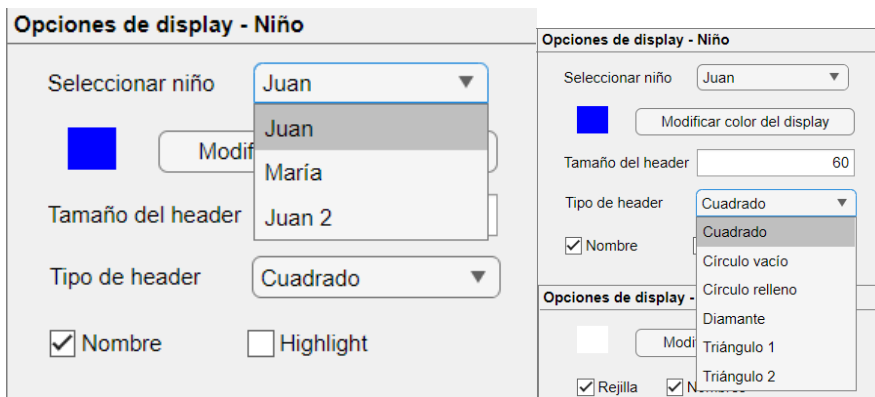 Opciones de display - Niño
Seleccionar niño Juan
Juan
María
Juan 2
Modif
Tamaño del header
Tipo de header Cuadrado
Nombre Highlight
Opciones de display - Niño
Seleccionar niño Juan
Modificar color del display
Tamaño del header 60
Tipo de header Cuadrado
Cuadrado
Círculo vacío
Círculo relleno
Diamante
Triángulo 1
Triángulo 2
Nombre
Opciones de display -
Modi
Rejilla